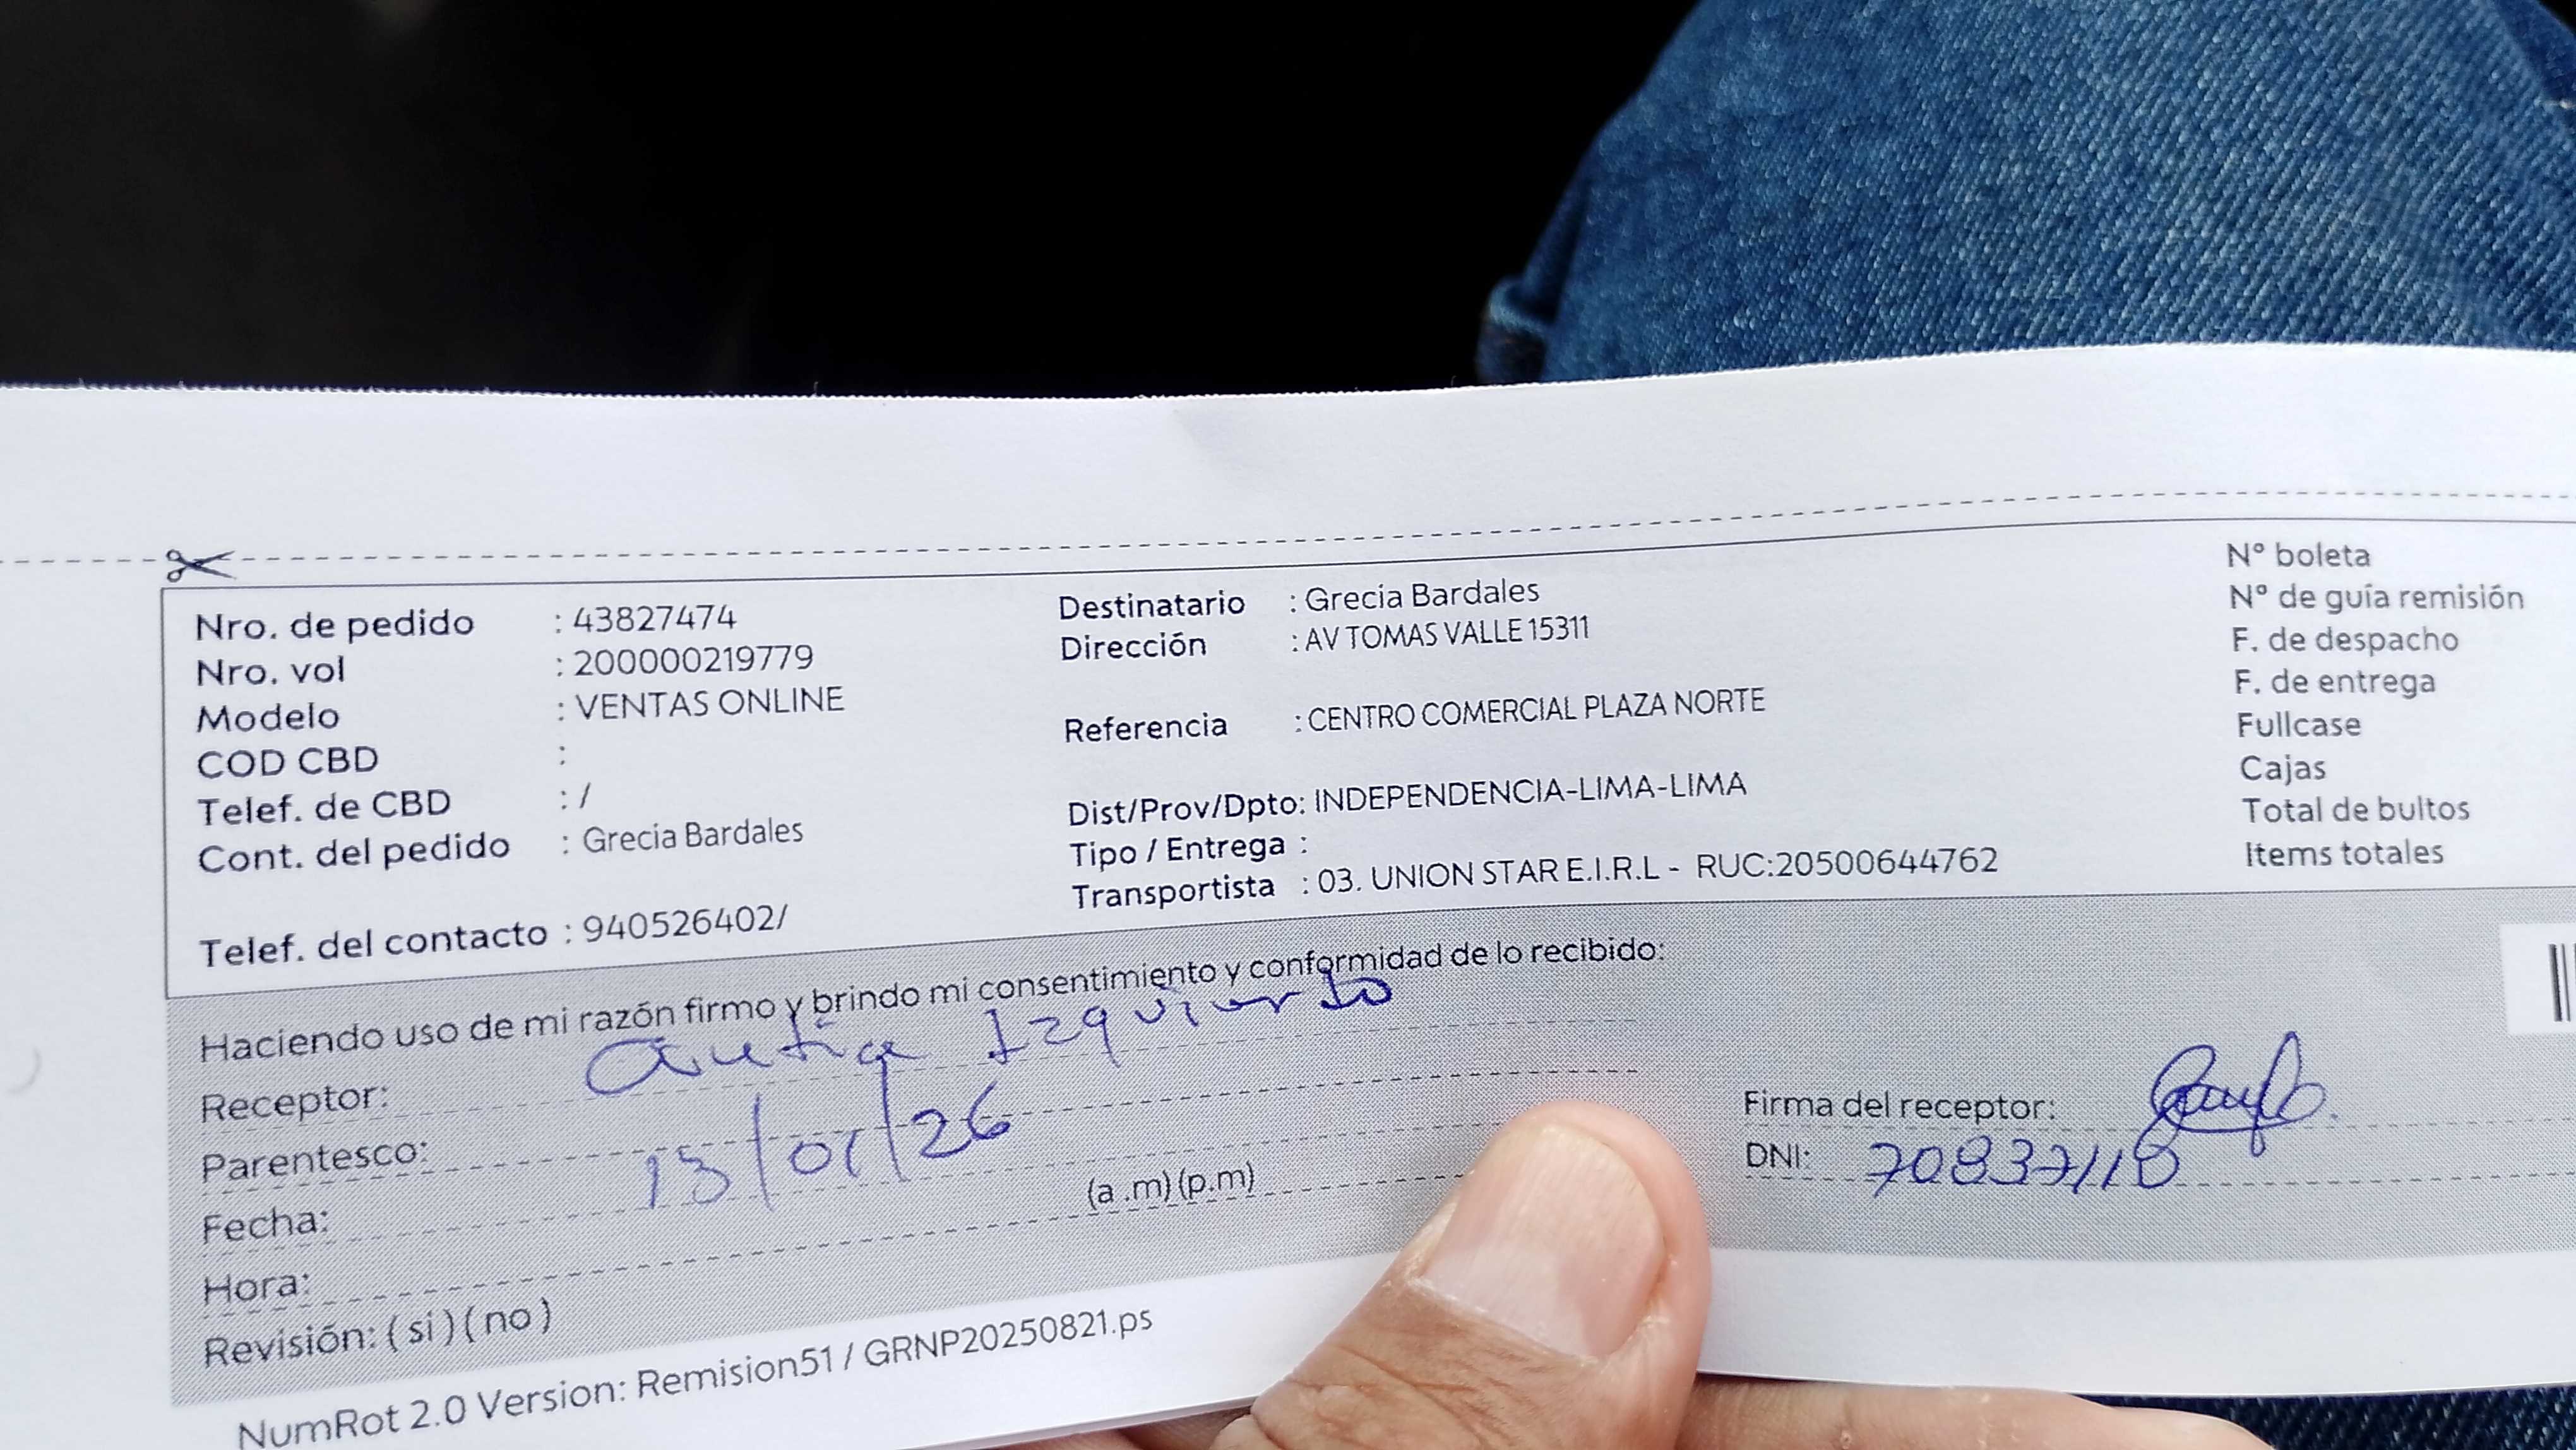 Nro. de pedido : 43827474
Nro. vol : 200000219779
Modelo : VENTAS ONLINE
COD CBD :
Telef. de CBD : /
Cont. del pedido : Grecia Bardales
Telef. del contacto : 940526402/
Destinatario : Grecia Bardales
Dirección : AV TOMAS VALLE 15311
Referencia : CENTRO COMERCIAL PLAZA NORTE
Dist/Prov/Dpto: INDEPENDENCIA-LIMA-LIMA
Tipo / Entrega :
Transportista : 03. UNION STAR E.I.R.L - RUC:20500644762
N° boleta
N° de guía remisión
F. de despacho
F. de entrega
Fullcase
Cajas
Total de bultos
Items totales
Haciendo uso de mi razón firmo y brindo mi consentimiento y conformidad de lo recibido:
Receptor: Izquierdo
Parentesco:
Fecha: 13/01/26
Hora: (a .m) (p.m)
Revisión: ( si ) ( no )
Firma del receptor:
DNI: 70837118
NumRot 2.0 Version: Remision51 / GRNP20250821.ps